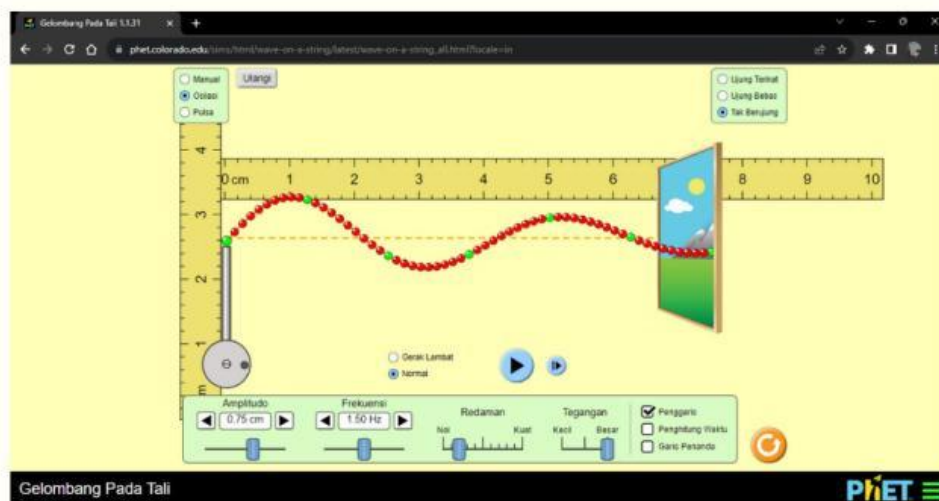 Gelombang Pada Tali 1.1.31
phet.colorado.edu/sims/html/wave-on-a-string/latest/wave-on-a-string_all.html?locale=in
Manual
Osilasi
Pulsa
Ulangi
Ujung Terikat
Ujung Bebas
Tak Berujung
4
3
2
1
0 cm 1 2 3 4 5 6 8 9 10
Gerak Lambat
Normal
Amplitudo
0.75 cm
Frekuensi
1.50 Hz
Redaman
Nol Kuat
Tegangan
Kecil Besar
Penggaris
Penghitung Waktu
Garis Penanda
Gelombang Pada Tali
PhET